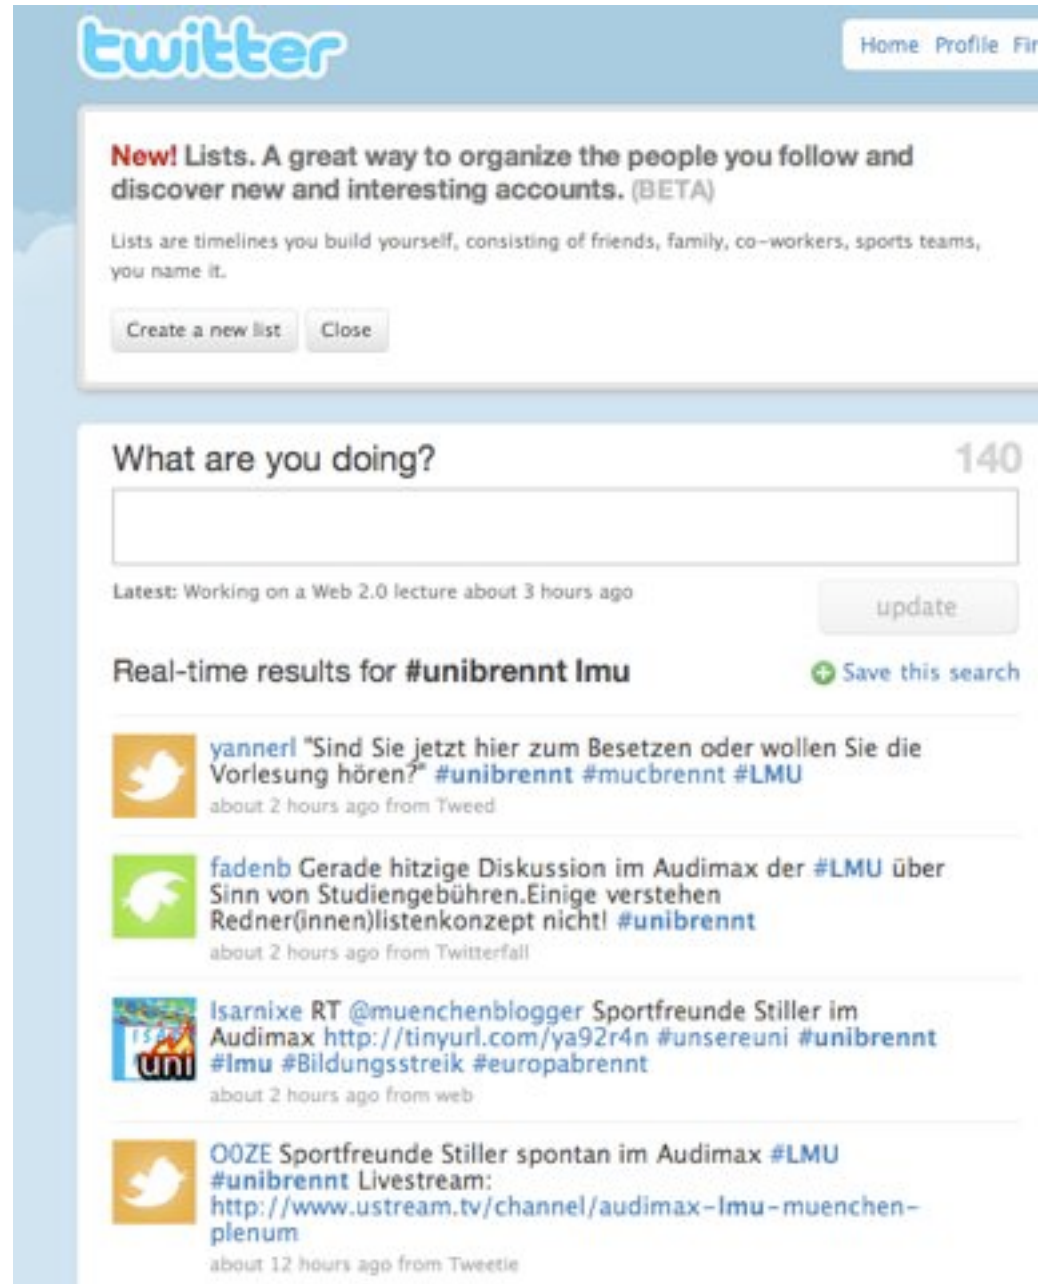 twitter
Home Profile Fin
New! Lists. A great way to organize the people you follow and
discover new and interesting accounts. (BETA)
Lists are timelines you build yourself, consisting of friends, family, co-workers, sports teams,
you name it.
Create a new list Close
What are you doing? 140
Latest: Working on a Web 2.0 lecture about 3 hours ago
update
Real-time results for #unibrennt lmu Save this search
yannerl "Sind Sie jetzt hier zum Besetzen oder wollen Sie die
Vorlesung hören?" #unibrennt #mucbrennt #LMU
about 2 hours ago from Tweed
fadenb Gerade hitzige Diskussion im Audimax der #LMU über
Sinn von Studiengebühren.Einige verstehen
Redner(innen)listenkonzept nicht! #unibrennt
about 2 hours ago from Twitterfall
Isarnixe RT @muenchenblogger Sportfreunde Stiller im
Audimax http://tinyurl.com/ya92r4n #unsereuni #unibrennt
#lmu #Bildungsstreik #europabrennt
about 2 hours ago from web
uni
O0ZE Sportfreunde Stiller spontan im Audimax #LMU
#unibrennt Livestream:
http://www.ustream.tv/channel/audimax-lmu-muenchen-
plenum
about 12 hours ago from Tweetie